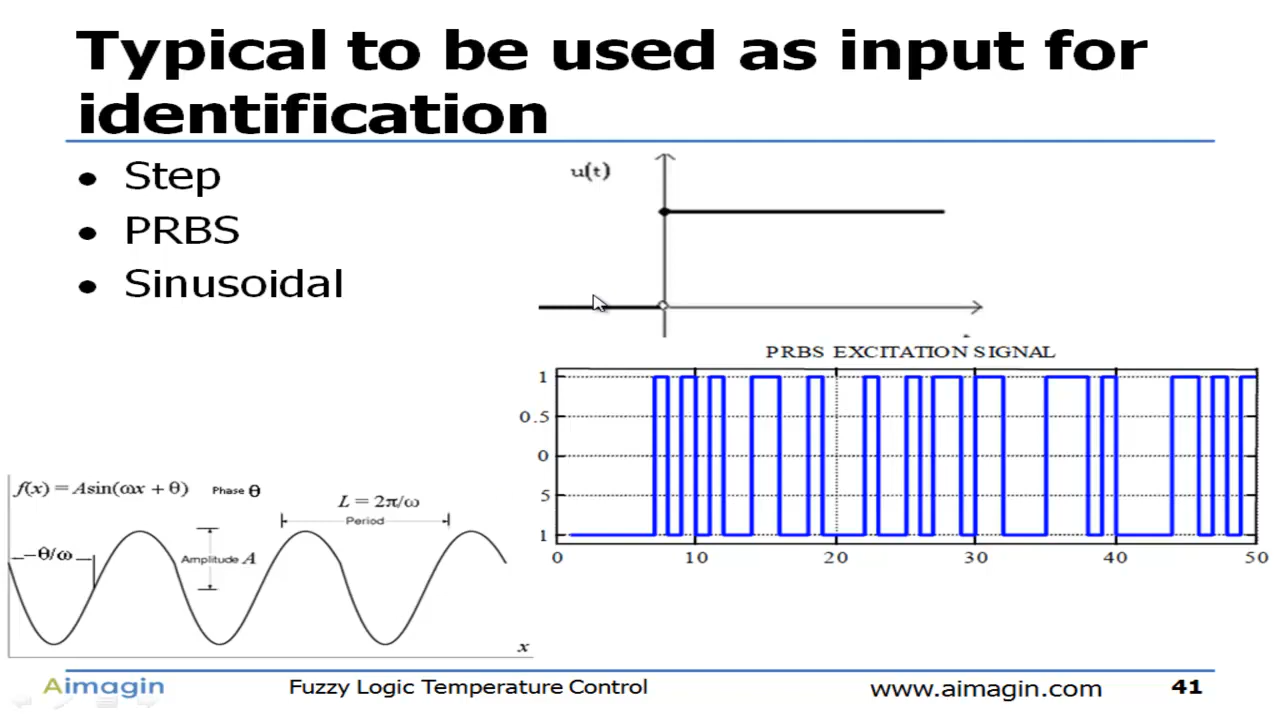 Typical to be used as input for
identification
• Step
• PRBS
• Sinusoidal
u(t)
PRBS EXCITATION SIGNAL
1
0.5
0
5
1
0 10 20 30 40 50
f(x) = Asin(ωx + θ) Phase θ
L = 2π/ω
Period
−θ/ω
Amplitude A
x
Aimagin Fuzzy Logic Temperature Control www.aimagin.com 41